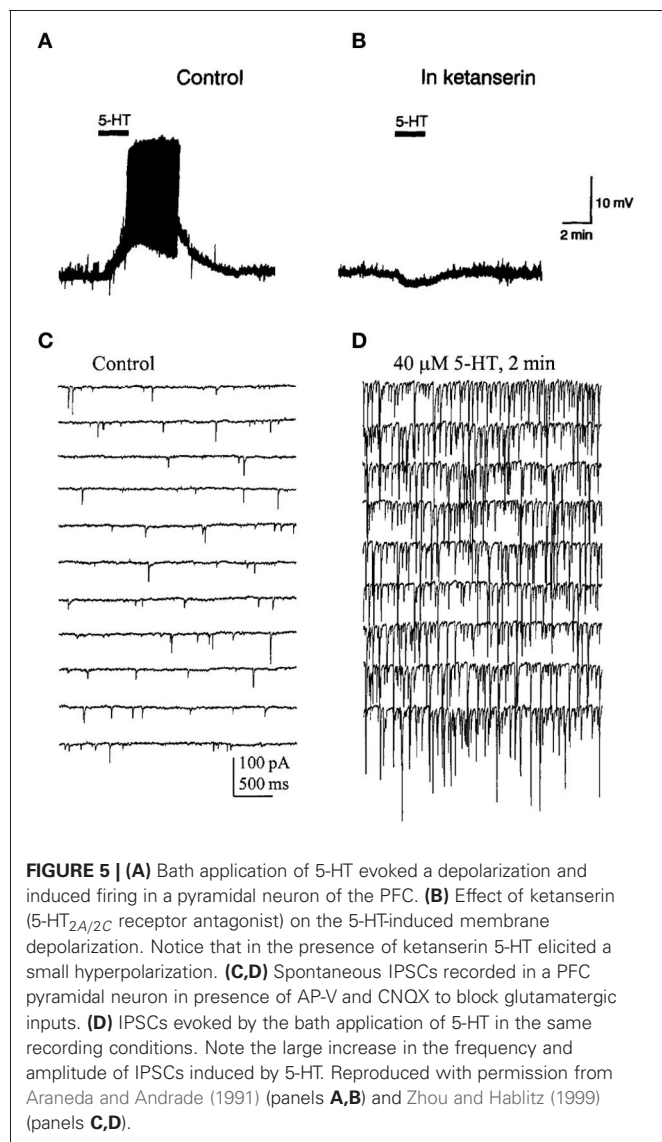 A
B
Control
In ketanserin
5-HT
5-HT
10 mV
2 min
C
D
Control
40 μM 5-HT, 2 min
100 pA
500 ms
FIGURE 5 | (A) Bath application of 5-HT evoked a depolarization and
induced firing in a pyramidal neuron of the PFC. (B) Effect of ketanserin
(5-HT2A/2C receptor antagonist) on the 5-HT-induced membrane
depolarization. Notice that in the presence of ketanserin 5-HT elicited a
small hyperpolarization. (C,D) Spontaneous IPSCs recorded in a PFC
pyramidal neuron in presence of AP-V and CNQX to block glutamatergic
inputs. (D) IPSCs evoked by the bath application of 5-HT in the same
recording conditions. Note the large increase in the frequency and
amplitude of IPSCs induced by 5-HT. Reproduced with permission from
Araneda and Andrade (1991) (panels A,B) and Zhou and Hablitz (1999)
(panels C,D).